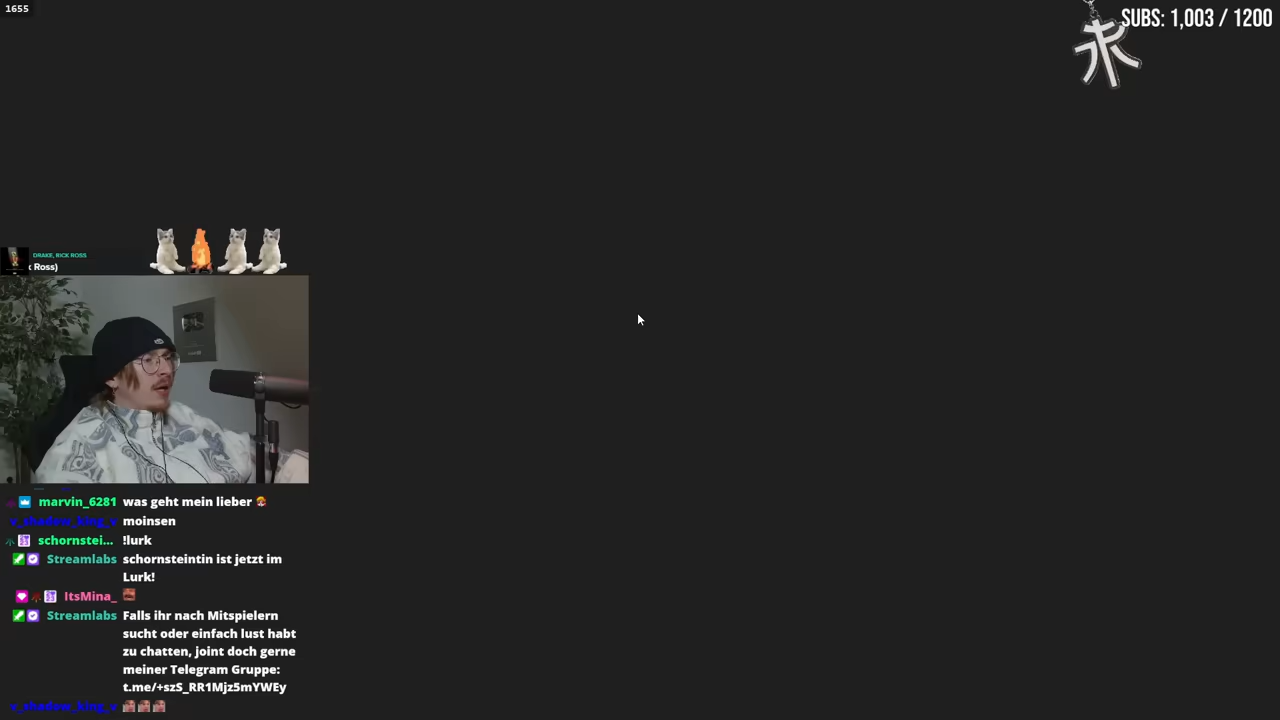 1655
SUBS: 1,003 / 1200
DRAKE, RICK ROSS
k Ross)
marvin_6281 was geht mein lieber
moinsen
schornstei... !lurk
Streamlabs schornsteintin ist jetzt im
Lurk!
ItsMina_
Streamlabs Falls ihr nach Mitspielern
sucht oder einfach lust habt
zu chatten, joint doch gerne
meiner Telegram Gruppe:
t.me/+szS_RR1Mjz5mYWEy